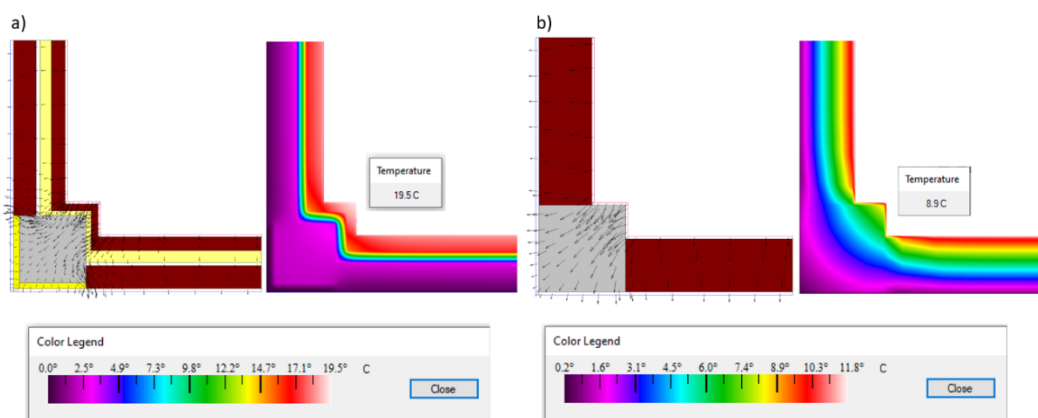 a)
b)
Temperature
19.5 C
Temperature
8.9 C
Color Legend
0.0° 2.5° 4.9° 7.3° 9.8° 12.2° 14.7° 17.1° 19.5° C
Close
Color Legend
0.2° 1.6° 3.1° 4.5° 6.0° 7.4° 8.9° 10.3° 11.8° C
Close